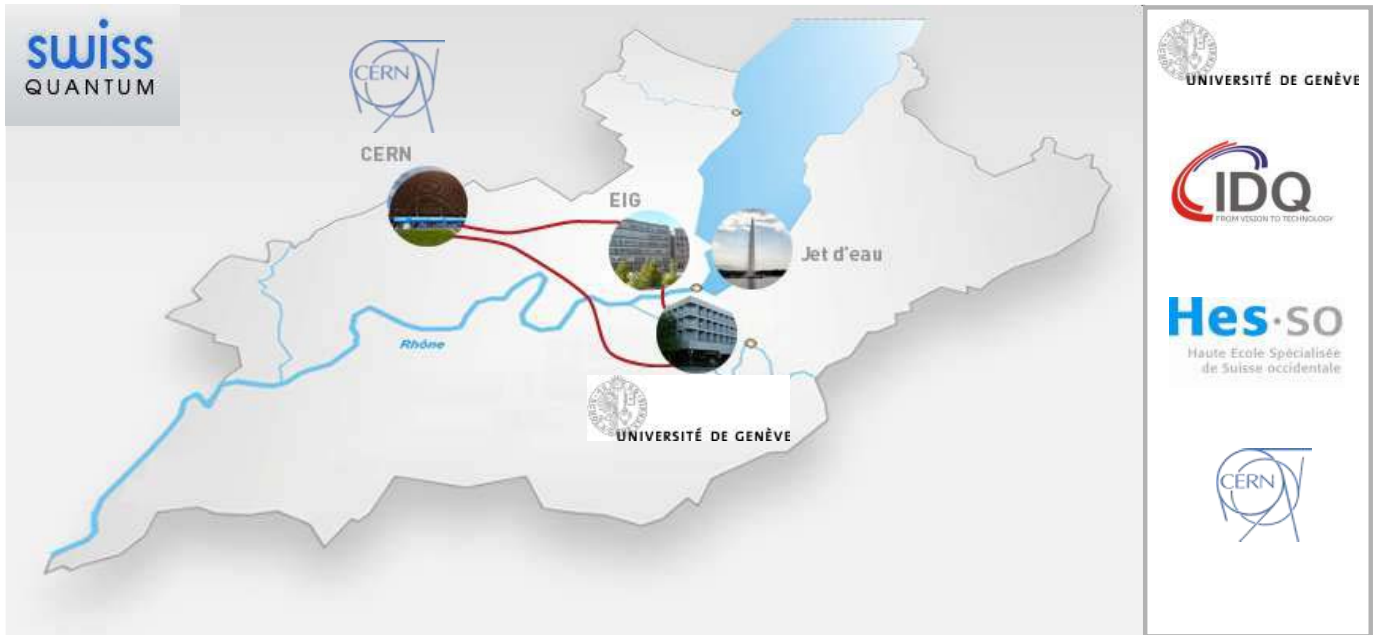 swiss
QUANTUM
CERN
CERN
EIG
Jet d'eau
Rhône
UNIVERSITÉ DE GENÈVE
UNIVERSITÉ DE GENÈVE
IDQ
FROM VISION TO TECHNOLOGY
Hes·so
Haute Ecole Spécialisée
de Suisse occidentale
CERN